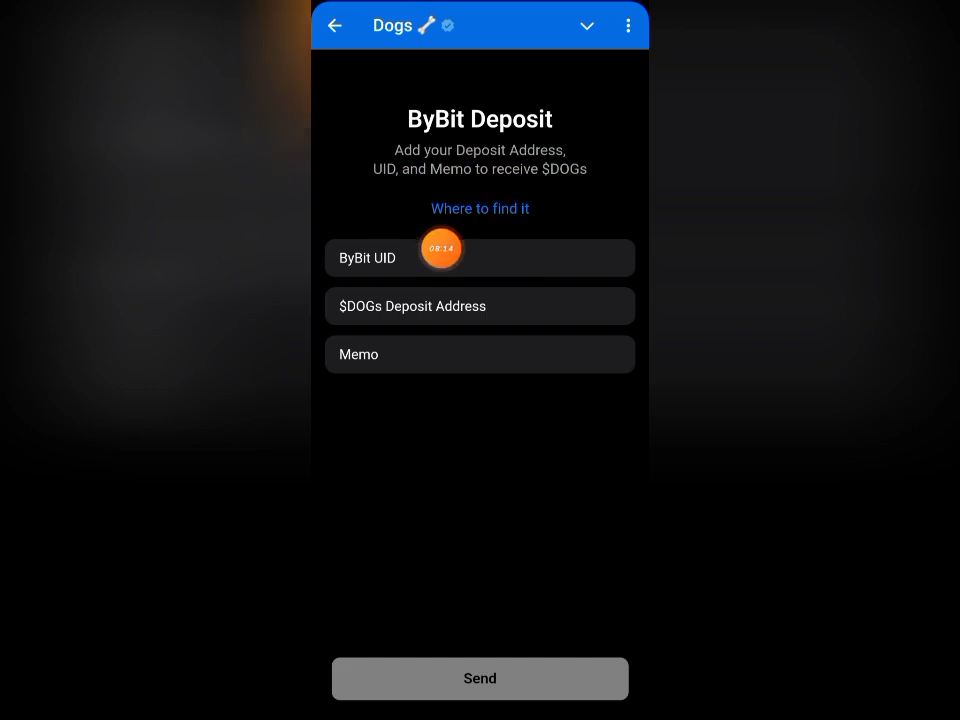 Dogs
ByBit Deposit
Add your Deposit Address,
UID, and Memo to receive $DOGs
Where to find it
08:14
ByBit UID
$DOGs Deposit Address
Memo
Send